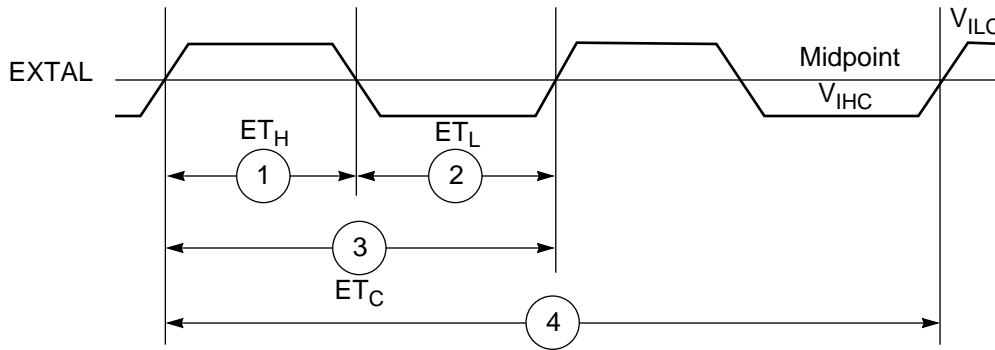 V_ILC
EXTAL
Midpoint
V_IHC
ET_H
ET_L
1
2
3
ET_C
4